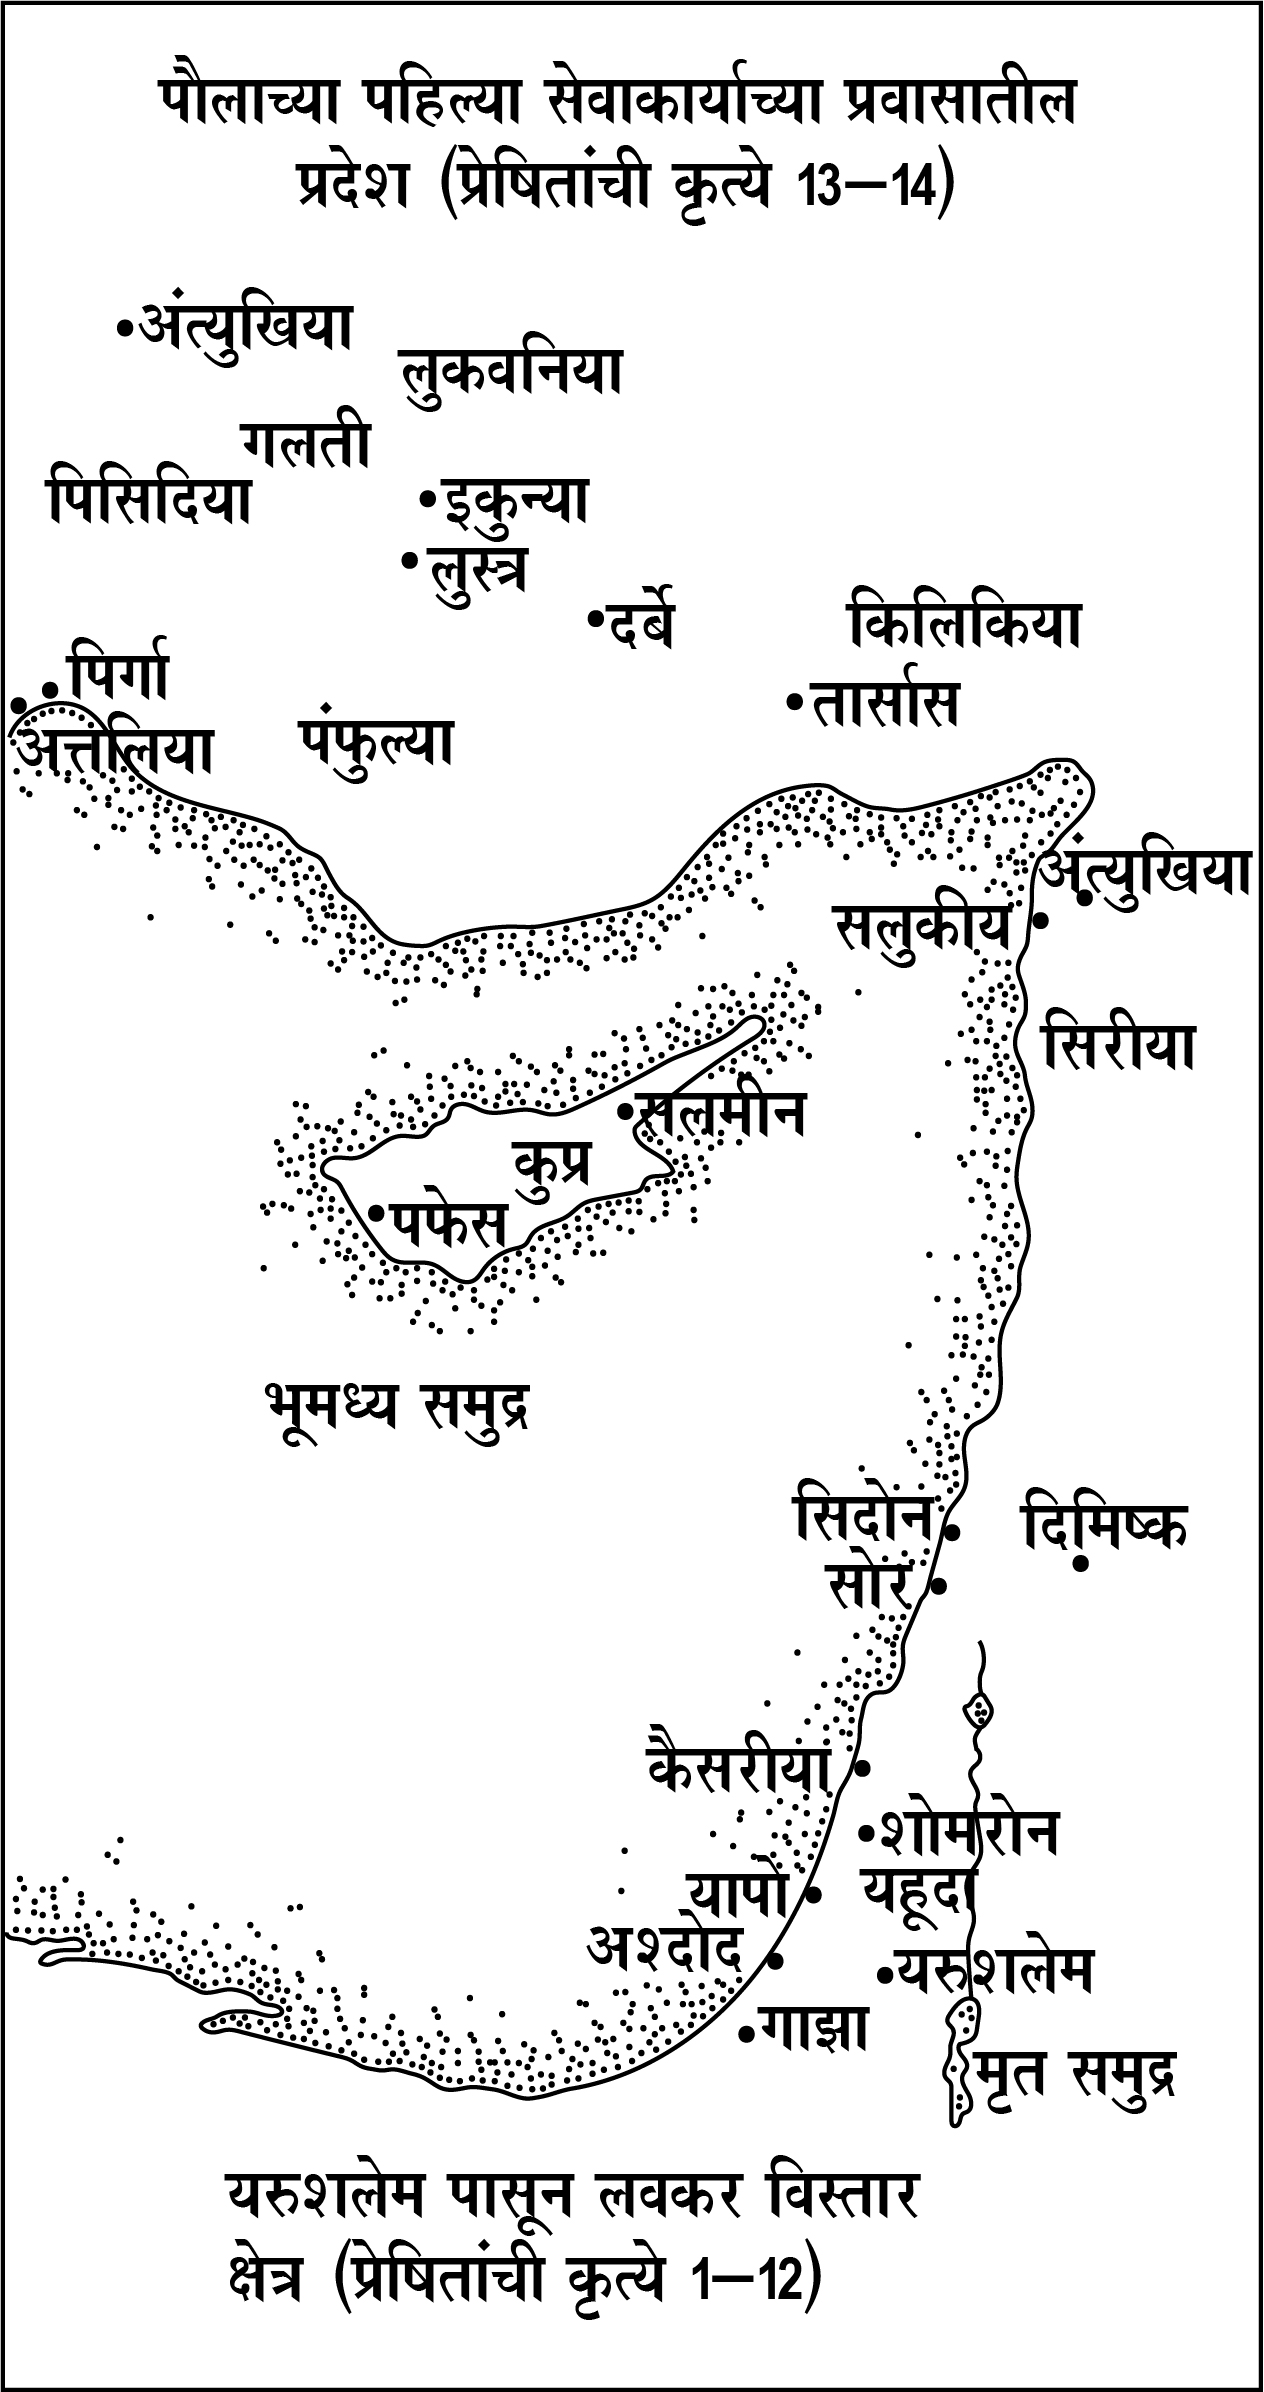 पौलाच्या पहिल्या सेवाकार्याच्या प्रवासातील
प्रदेश (प्रेषितांची कृत्ये 13—14)
अंत्युखिया
लुकवनिया
गलती
पिसिदिया
इकुन्या
लुस्त्र
दर्बे
किलिकिया
पिर्गा
तार्सास
अत्तलिया
पंफुल्या
अंत्युखिया
सलुकीय
सिरीया
सलमीन
कुप्र
पफेस
भूमध्य समुद्र
सिदोन
दिमिष्क
सोर
कैसरीया
शोमरोन
यापो
यहूदा
अश्दोद
यरुशलेम
गाझा
मृत समुद्र
यरुशलेम पासून लवकर विस्तार
क्षेत्र (प्रेषितांची कृत्ये 1—12)